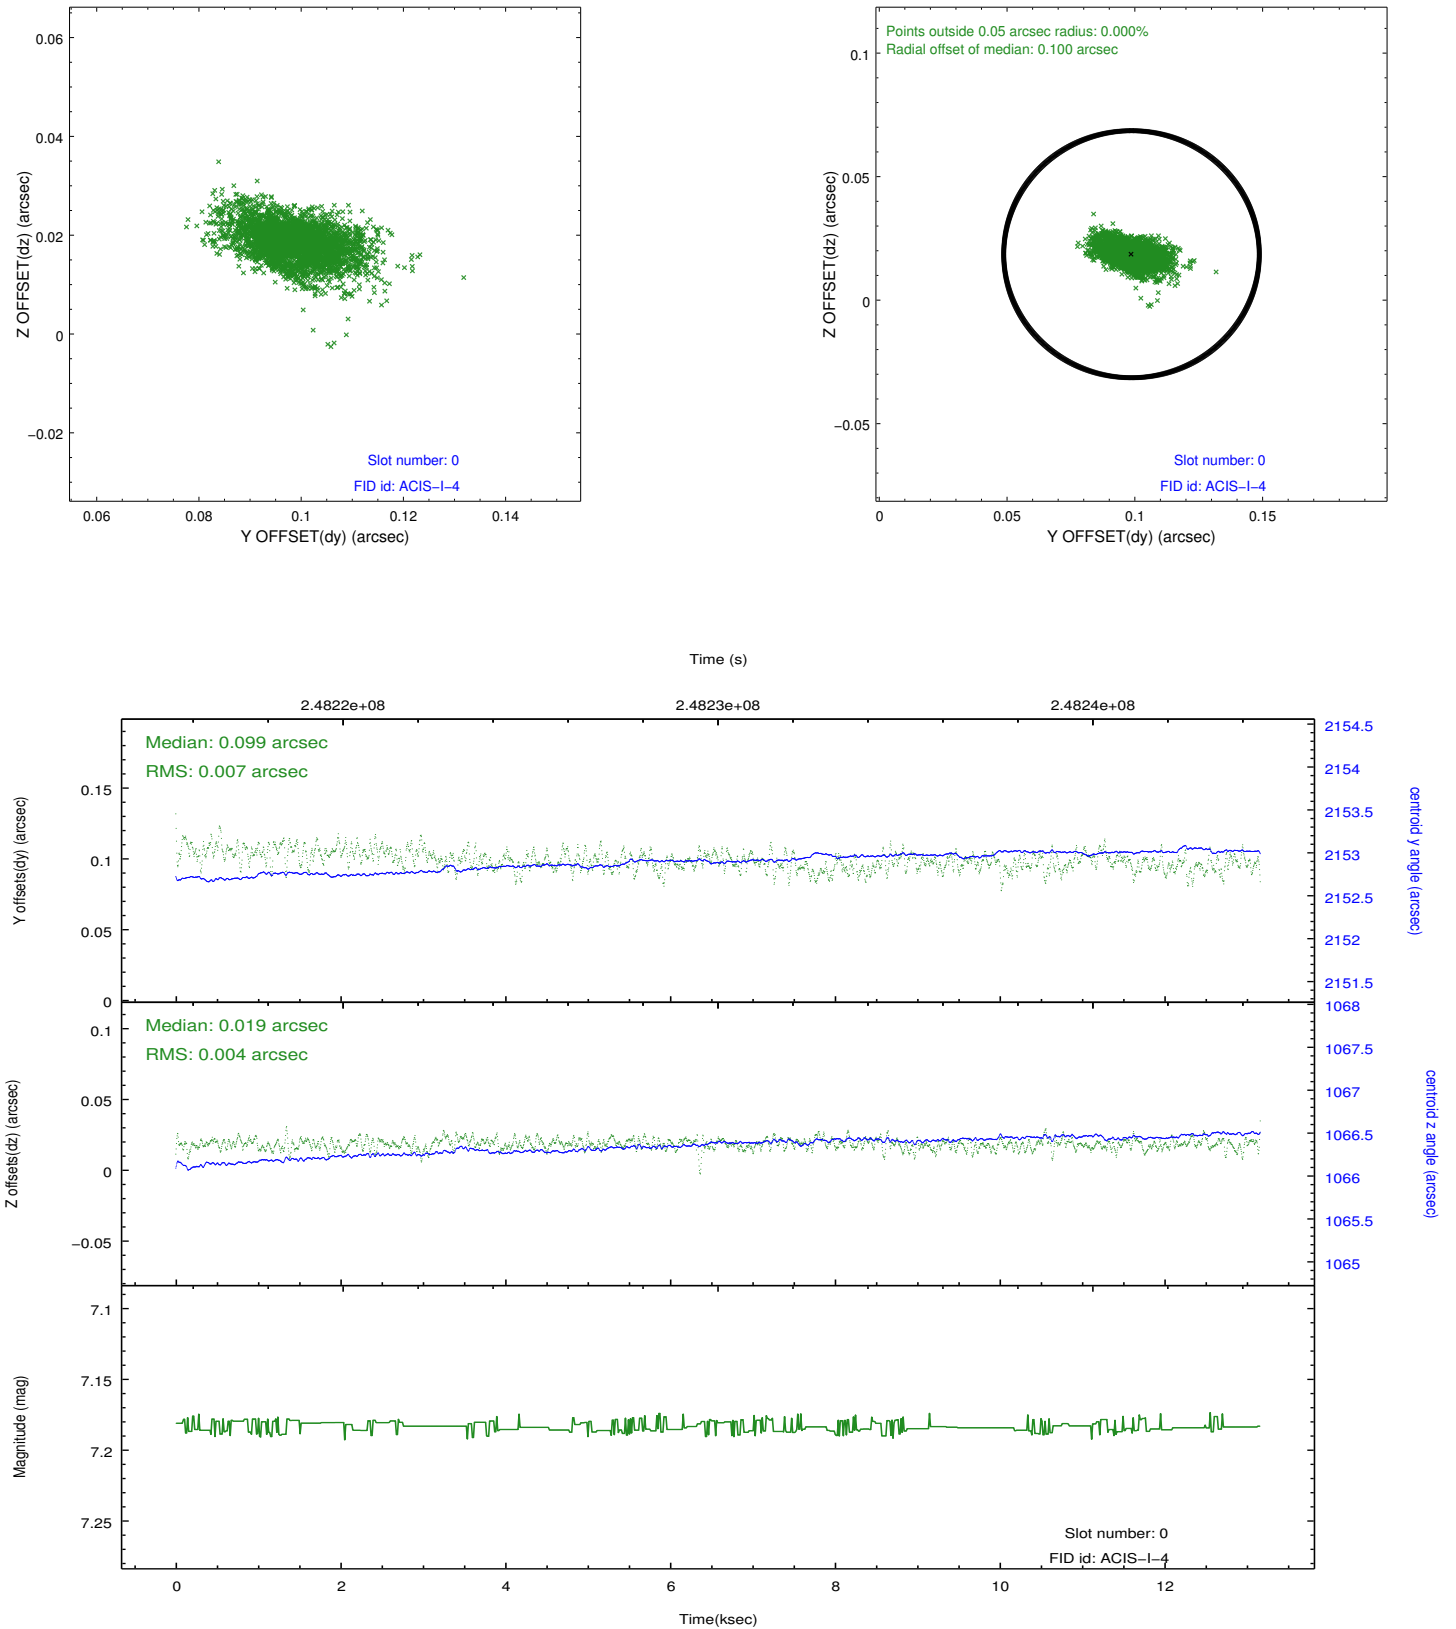 0.06
0.04
0.02
0
−0.02
Z OFFSET(dz) (arcsec)
Slot number: 0
FID id: ACIS−I−4
0.06 0.08 0.1 0.12 0.14
Y OFFSET(dy) (arcsec)
Points outside 0.05 arcsec radius: 0.000%
Radial offset of median: 0.100 arcsec
0.1
0.05
0
−0.05
Z OFFSET(dz) (arcsec)
Slot number: 0
FID id: ACIS−I−4
0 0.05 0.1 0.15
Y OFFSET(dy) (arcsec)
Time (s)
2.4822e+08 2.4823e+08 2.4824e+08
Median: 0.099 arcsec
RMS: 0.007 arcsec
0.15
0.1
0.05
0
Y offsets(dy) (arcsec)
2154.5
2154
2153.5
2153
2152.5
2152
2151.5
centroid y angle (arcsec)
Median: 0.019 arcsec
RMS: 0.004 arcsec
0.1
0.05
0
−0.05
Z offsets(dz) (arcsec)
1068
1067.5
1067
1066.5
1066
1065.5
1065
centroid z angle (arcsec)
7.1
7.15
7.2
7.25
Magnitude (mag)
Slot number: 0
FID id: ACIS−I−4
0 2 4 6 8 10 12
Time(ksec)